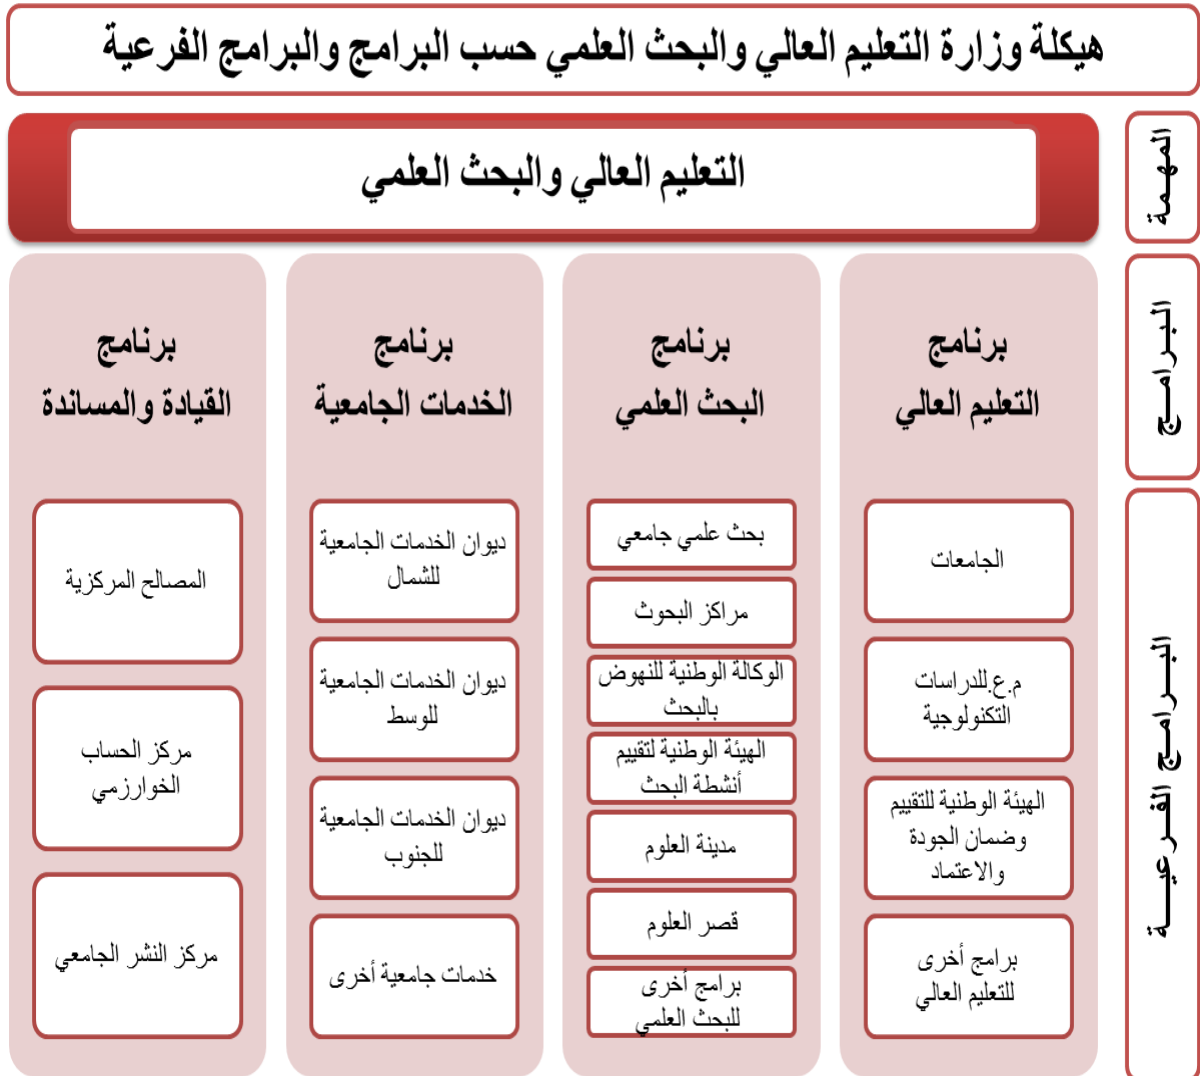 هيكلة وزارة التعليم العالي والبحث العلمي حسب البرامج والبرامج الفرعية
المهمة
التعليم العالي والبحث العلمي
البرامج
برنامج
التعليم العالي
برنامج
البحث العلمي
برنامج
الخدمات الجامعية
برنامج
القيادة والمساندة
البرامج الفرعية
الجامعات
م.ع.للدراسات
التكنولوجية
الهيئة الوطنية للتقييم
وضمان الجودة
والاعتماد
برامج أخرى
للتعليم العالي
بحث علمي جامعي
مراكز البحوث
الوكالة الوطنية للنهوض
بالبحث
الهيئة الوطنية لتقييم
أنشطة البحث
مدينة العلوم
قصر العلوم
برامج أخرى
للبحث العلمي
ديوان الخدمات الجامعية
للشمال
ديوان الخدمات الجامعية
للوسط
ديوان الخدمات الجامعية
للجنوب
خدمات جامعية أخرى
المصالح المركزية
مركز الحساب
الخوارزمي
مركز النشر الجامعي